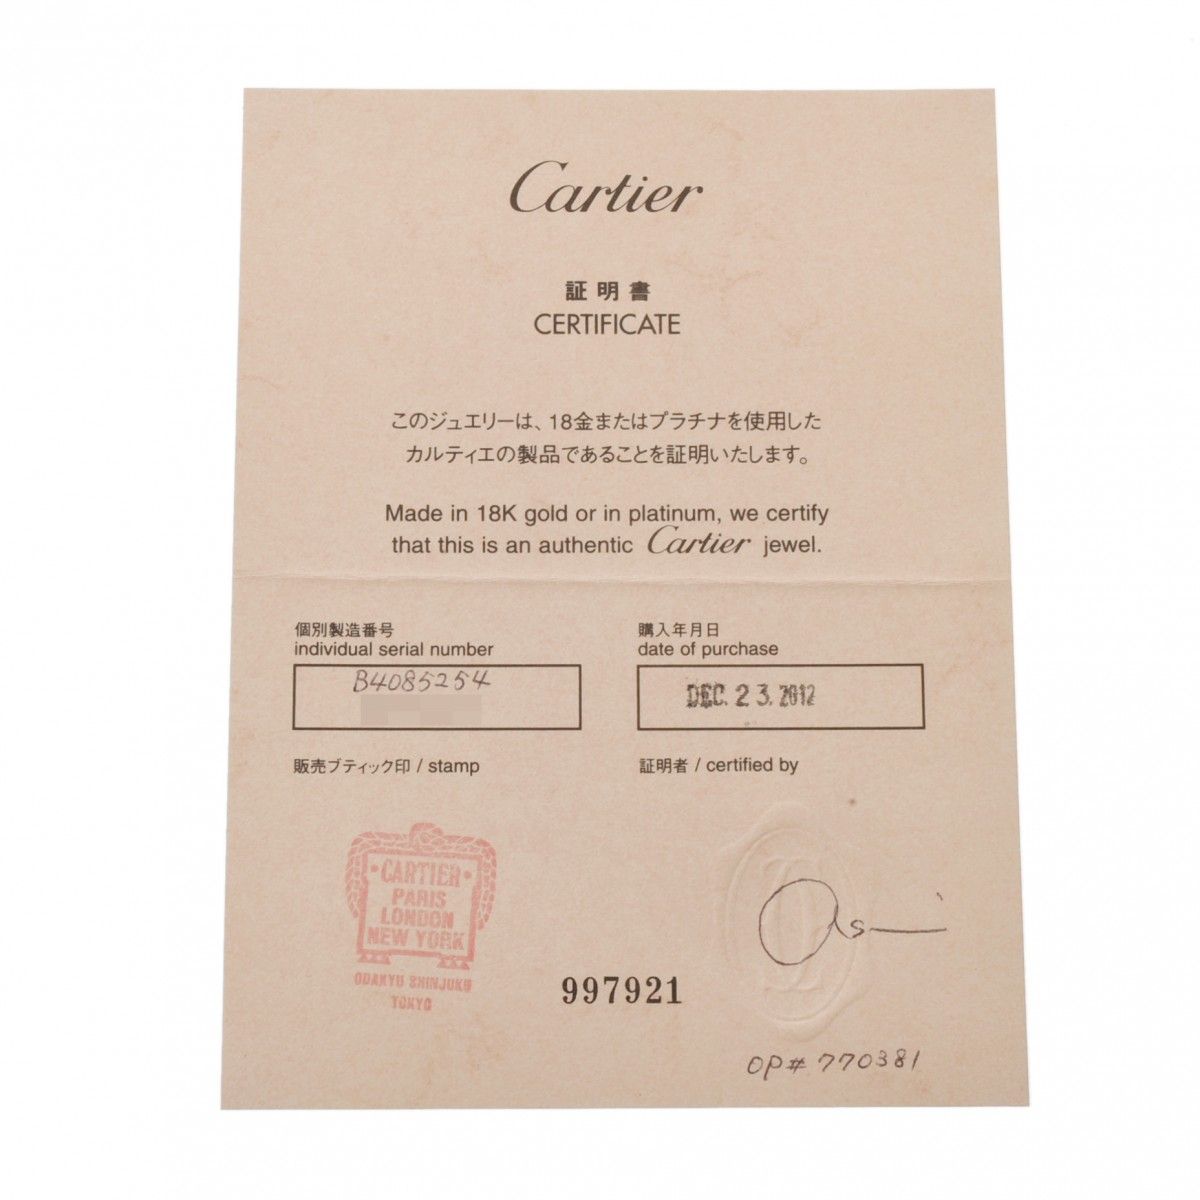 Cartier
証明書
CERTIFICATE
このジュエリーは、18金またはプラチナを使用した
カルティエの製品であることを証明いたします。
Made in 18K gold or in platinum, we certify
that this is an authentic Cartier jewel.
個別製造番号
individual serial number
B4085254
購入年月日
date of purchase
DEC. 23. 2012
販売ブティック印 / stamp
証明者 / certified by
・CARTIER・
PARIS
LONDON
NEW YORK
ODAKYU SHINJUKU
TOKYO
997921
OP# 770381